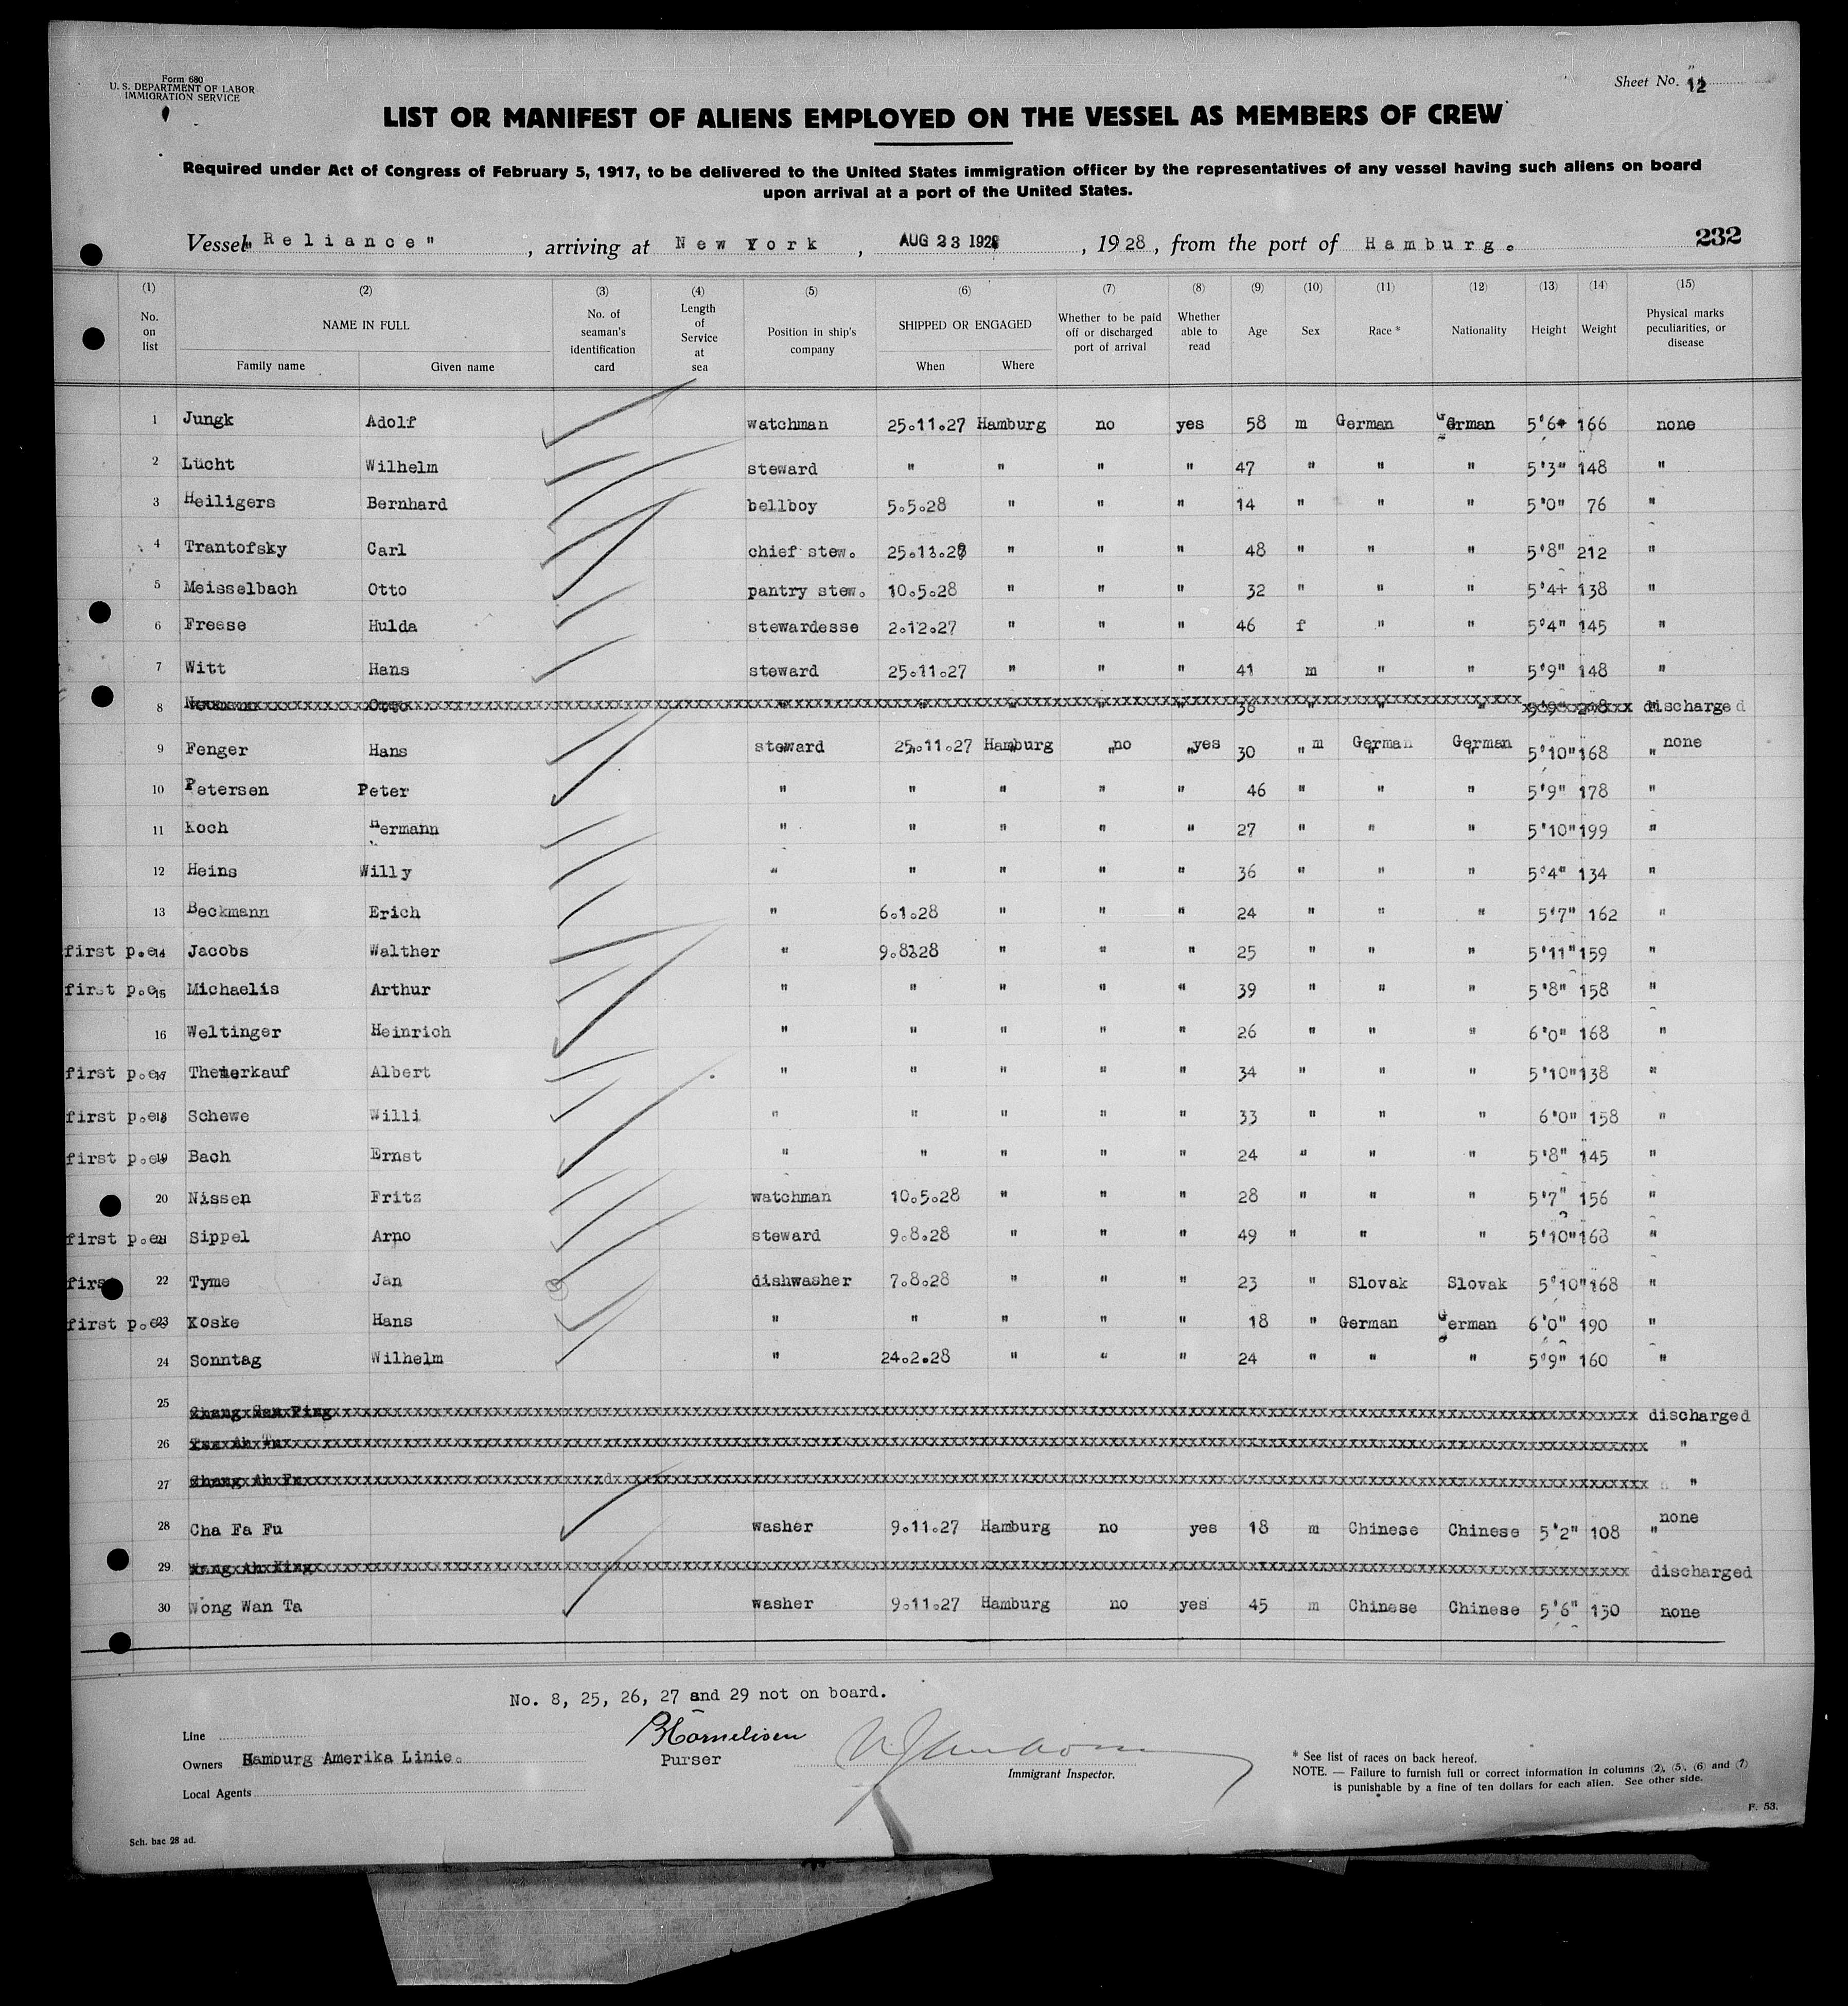 Form 680
U. S. DEPARTMENT OF LABOR
IMMIGRATION SERVICE
Sheet No. 12
LIST OR MANIFEST OF ALIENS EMPLOYED ON THE VESSEL AS MEMBERS OF CREW
Required under Act of Congress of February 5, 1917, to be delivered to the United States immigration officer by the representatives of any vessel having such aliens on board
upon arrival at a port of the United States.
Vessel "Reliance", arriving at New York, AUG 23 1928, 1928, from the port of Hamburg. 232
(1) (2) (3) (4) (5) (6) (7) (8) (9) (10) (11) (12) (13) (14) (15)
No. on list NAME IN FULL Family name Given name No. of seaman's identification card Length of Service at sea Position in ship's company SHIPPED OR ENGAGED When Where Whether to be paid off or discharged port of arrival Whether able to read Age Sex Race * Nationality Height Weight Physical marks peculiarities, or disease
1 Jungk Adolf watchman 25.11.27 Hamburg no yes 58 m German German 5'6" 166 none
2 Lücht Wilhelm steward " " " " 47 " " " 5'3" 148 "
3 Heiligers Bernhard bellboy 5.5.28 " " " 14 " " " 5'0" 76 "
4 Trantofsky Carl chief stew. 25.11.27 " " " 48 " " " 5'8" 212 "
5 Meisselbach Otto pantry stew. 10.5.28 " " " 32 " " " 5'4+ 138 "
6 Freese Hulda stewardesse 2.12.27 " " " 46 f " " 5'4" 145 "
7 Witt Hans steward 25.11.27 " " " 41 m " " 5'9" 148 "
8 Otto " " " " " 38 " " " 5'9" discharged
9 Fenger Hans steward 25.11.27 Hamburg no yes 30 m German German 5'10" 168 none
10 Petersen Peter " " " " " 46 " " " 5'9" 178 "
11 Koch Hermann " " " " " 27 " " " 5'10" 199 "
12 Heins Willy " " " " " 36 " " " 5'4" 134 "
13 Beckmann Erich " 6.1.28 " " " 24 " " " 5'7" 162 "
first p.e. 14 Jacobs Walther " 9.8.28 " " " 25 " " " 5'11" 159 "
first p.e. 15 Michaelis Arthur " " " " " 39 " " " 5'8" 158 "
16 Weltinger Heinrich " " " " " 26 " " " 6'0" 168 "
first p.e. 17 Theuerkauf Albert " " " " " 34 " " " 5'10" 138 "
first p.e. 18 Schewe Willi " " " " " 33 " " " 6'0" 158 "
first p.e. 19 Bach Ernst " " " " " 24 " " " 5'8" 145 "
20 Nissen Fritz watchman 10.5.28 " " " 28 " " " 5'7" 156 "
first p.e. 21 Sippel Arno steward 9.8.28 " " " 49 " " " 5'10" 168 "
first 22 Tyme Jan dishwasher 7.8.28 " " " 23 " Slovak Slovak 5'10" 168 "
first p.e. 23 Koske Hans " " " " " 18 " German German 6'0" 190 "
24 Sonntag Wilhelm " 24.2.28 " " " 24 " " " 5'9" 160 "
25 discharged
26 "
27 "
28 Cha Fa Fu washer 9.11.27 Hamburg no yes 18 m Chinese Chinese 5'2" 108 " none
29 discharged
30 Wong Wan Ta washer 9.11.27 Hamburg no yes 45 m Chinese Chinese 5'6" 150 none
No. 8, 25, 26, 27 and 29 not on board.
Line
Owners Hamburg Amerika Linie.
Local Agents
Purser
Immigrant Inspector.
* See list of races on back hereof.
NOTE. — Failure to furnish full or correct information in columns (2), (5), (6) and (7)
is punishable by a fine of ten dollars for each alien. See other side.
F. 53.
Sch. bac 28 ad.